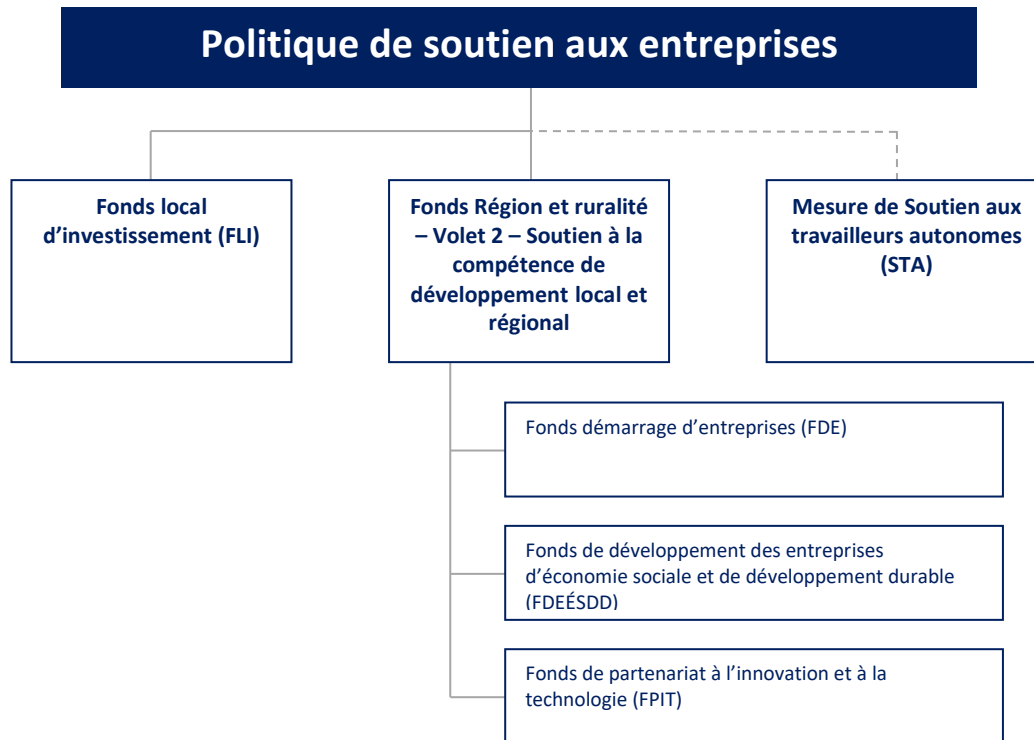 Politique de soutien aux entreprises
Fonds local
d’investissement (FLI)
Fonds Région et ruralité
– Volet 2 – Soutien à la
compétence de
développement local et
régional
Mesure de Soutien aux
travailleurs autonomes
(STA)
Fonds démarrage d’entreprises (FDE)
Fonds de développement des entreprises
d’économie sociale et de développement durable
(FDEÉSDD)
Fonds de partenariat à l’innovation et à la
technologie (FPIT)